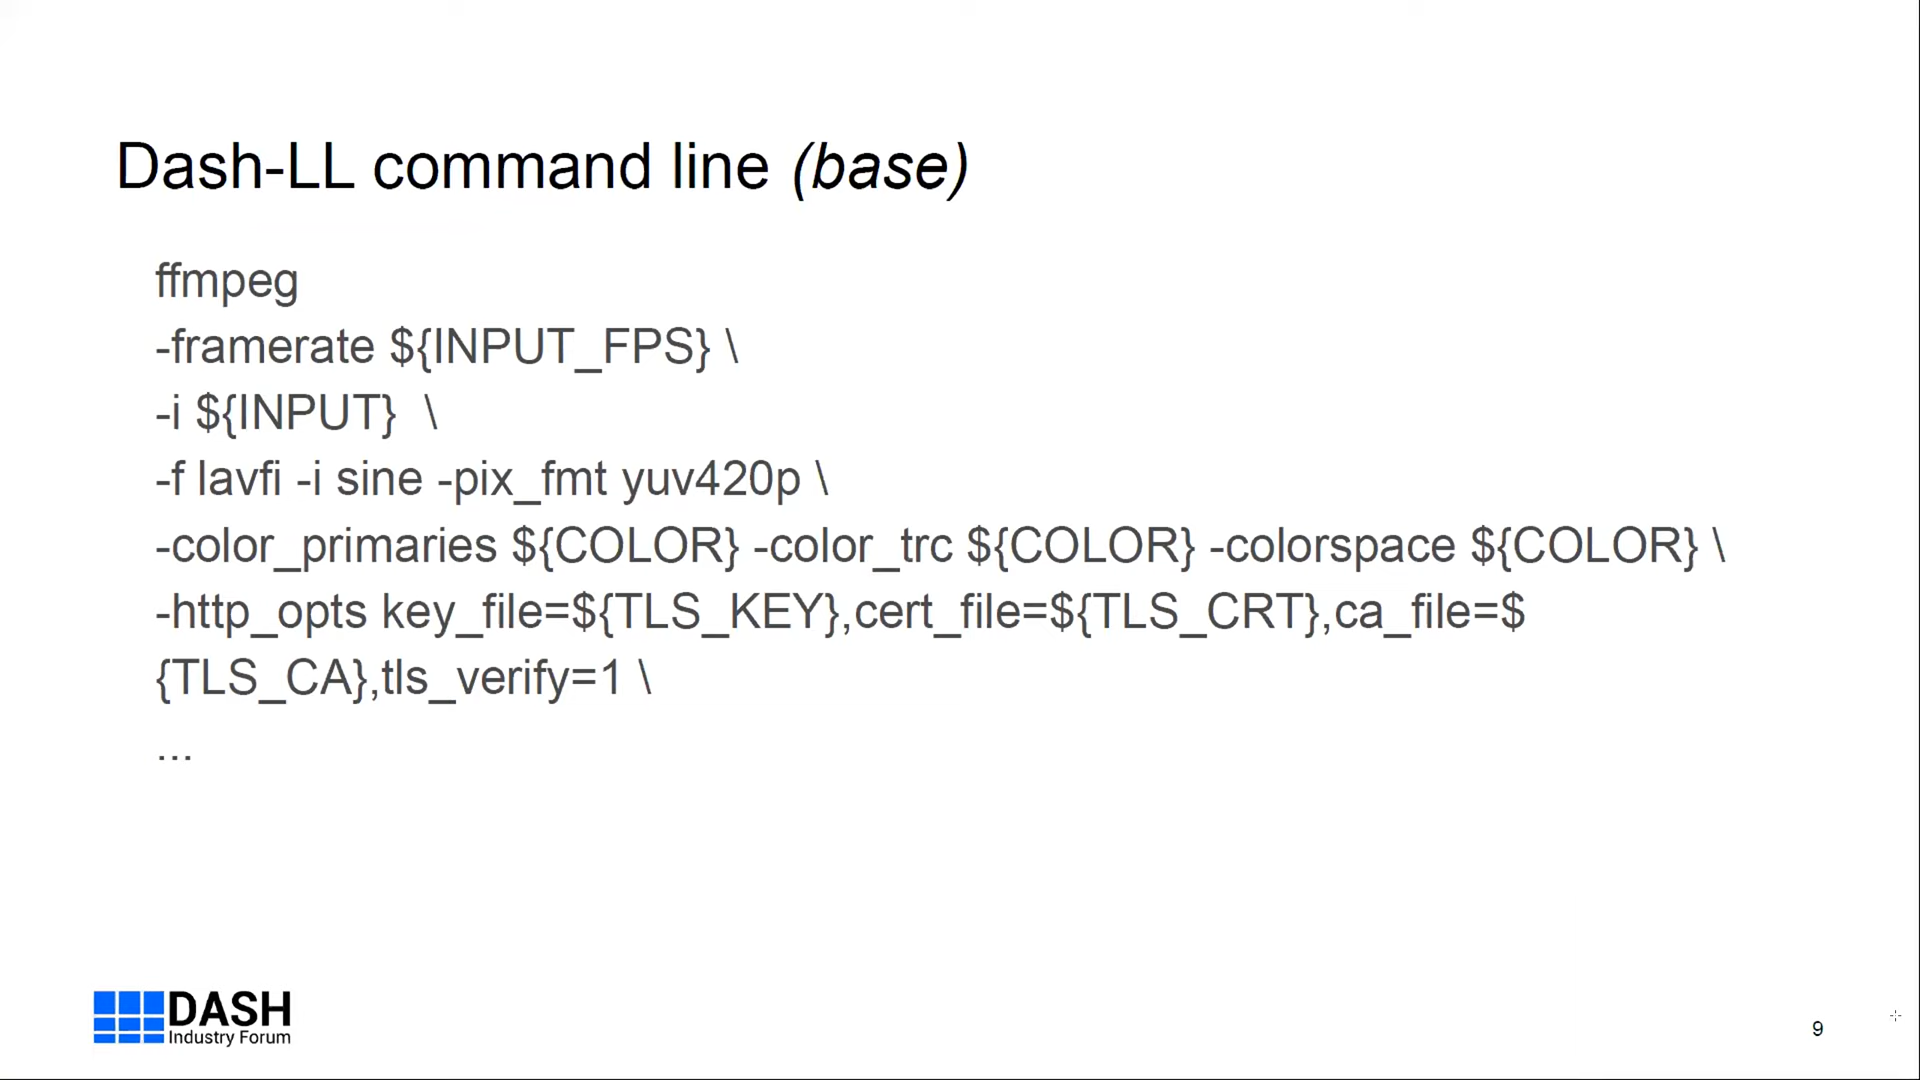 Dash-LL command line (base)
ffmpeg
-framerate ${INPUT_FPS} \
-i ${INPUT}  \
-f lavfi -i sine -pix_fmt yuv420p \
-color_primaries ${COLOR} -color_trc ${COLOR} -colorspace ${COLOR} \
-http_opts key_file=${TLS_KEY},cert_file=${TLS_CRT},ca_file=$
{TLS_CA},tls_verify=1 \
...
DASH
Industry Forum
9